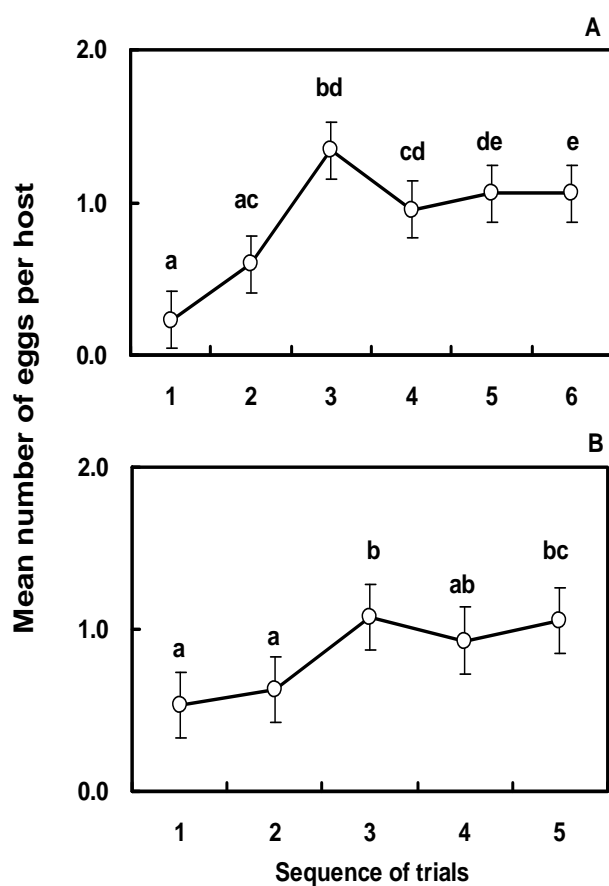 A
Mean number of eggs per host
2.0
1.0
0.0
a
ac
bd
cd
de
e
1 2 3 4 5 6
B
2.0
1.0
0.0
a
a
b
ab
bc
1 2 3 4 5
Sequence of trials